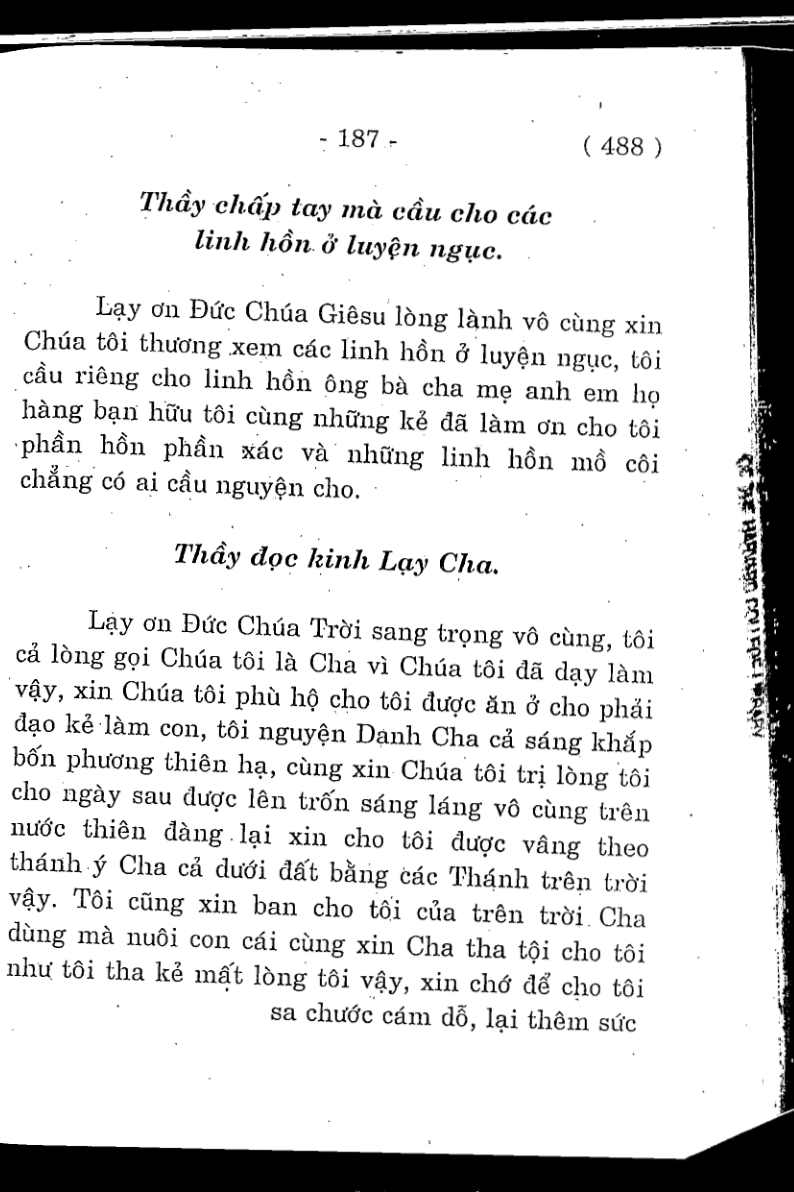 - 187 -
( 488 )
Thầy chấp tay mà cầu cho các
linh hồn ở luyện ngục.
Lạy ơn Đức Chúa Giêsu lòng lành vô cùng xin
Chúa tôi thương xem các linh hồn ở luyện ngục, tôi
cầu riêng cho linh hồn ông bà cha mẹ anh em họ
hàng bạn hữu tôi cùng những kẻ đã làm ơn cho tôi
phần hồn phần xác và những linh hồn mồ côi
chẳng có ai cầu nguyện cho.
Thầy đọc kinh Lạy Cha.
Lạy ơn Đức Chúa Trời sang trọng vô cùng, tôi
cả lòng gọi Chúa tôi là Cha vì Chúa tôi đã dạy làm
vậy, xin Chúa tôi phù hộ cho tôi được ăn ở cho phải
đạo kẻ làm con, tôi nguyện Danh Cha cả sáng khắp
bốn phương thiên hạ, cùng xin Chúa tôi trị lòng tôi
cho ngày sau được lên trốn sáng láng vô cùng trên
nước thiên đàng lại xin cho tôi được vâng theo
thánh ý Cha cả dưới đất bằng các Thánh trên trời
vậy. Tôi cũng xin ban cho tôi của trên trời Cha
dùng mà nuôi con cái cùng xin Cha tha tội cho tôi
như tôi tha kẻ mất lòng tôi vậy, xin chớ để cho tôi
sa chước cám dỗ, lại thêm sức
HARVARD COLLEGE LIBRARY